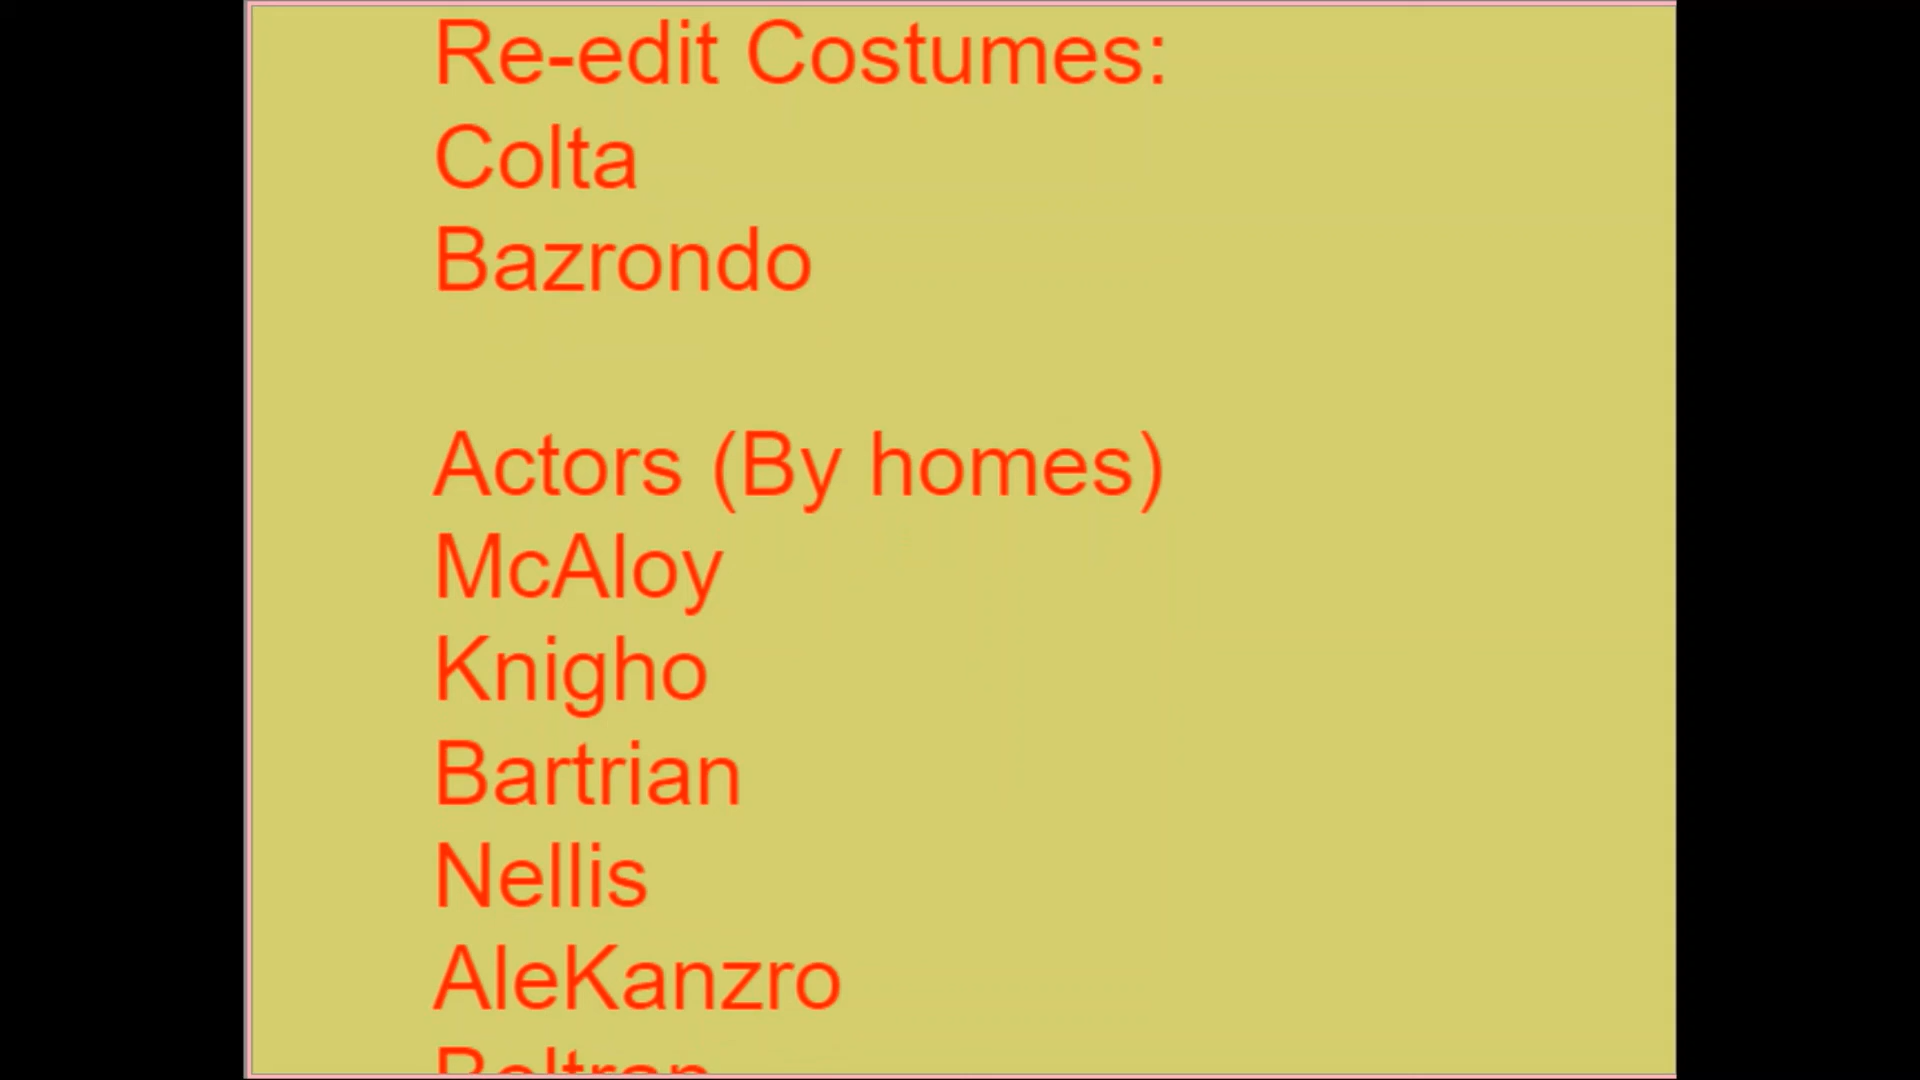 Re-edit Costumes:
Colta
Bazrondo
Actors (By homes)
McAloy
Knigho
Bartrian
Nellis
AleKanzro